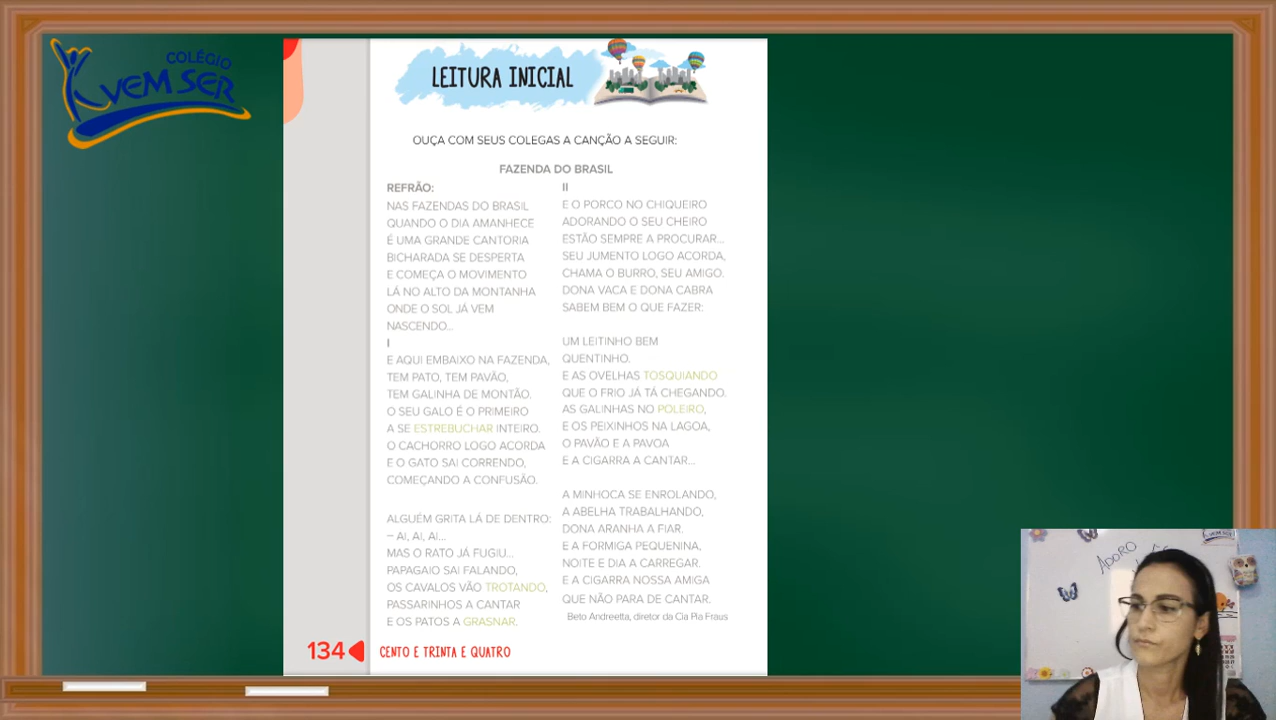 COLÉGIO
VEM SER
LEITURA INICIAL
OUÇA COM SEUS COLEGAS A CANÇÃO A SEGUIR:
FAZENDA DO BRASIL
REFRÃO:
NAS FAZENDAS DO BRASIL
QUANDO O DIA AMANHECE
É UMA GRANDE CANTORIA
BICHARADA SE DESPERTA
E COMEÇA O MOVIMENTO
LÁ NO ALTO DA MONTANHA
ONDE O SOL JÁ VEM
NASCENDO...
I
E AQUI EMBAIXO NA FAZENDA,
TEM PATO, TEM PAVÃO,
TEM GALINHA DE MONTÃO.
O SEU GALO É O PRIMEIRO
A SE ESTREBUCHAR INTEIRO.
O CACHORRO LOGO ACORDA
E O GATO SAI CORRENDO,
COMEÇANDO A CONFUSÃO.
ALGUÉM GRITA LÁ DE DENTRO:
– AI, AI, AI...
MAS O RATO JÁ FUGIU...
PAPAGAIO SAI FALANDO,
OS CAVALOS VÃO TROTANDO,
PASSARINHOS A CANTAR
E OS PATOS A GRASNAR.
II
E O PORCO NO CHIQUEIRO
ADORANDO O SEU CHEIRO
ESTÃO SEMPRE A PROCURAR...
SEU JUMENTO LOGO ACORDA,
CHAMA O BURRO, SEU AMIGO.
DONA VACA E DONA CABRA
SABEM BEM O QUE FAZER:
UM LEITINHO BEM
QUENTINHO.
E AS OVELHAS TOSQUIANDO
QUE O FRIO JÁ TÁ CHEGANDO.
AS GALINHAS NO POLEIRO,
E OS PEIXINHOS NA LAGOA,
O PAVÃO E A PAVOA
E A CIGARRA A CANTAR...
A MINHOCA SE ENROLANDO,
A ABELHA TRABALHANDO,
DONA ARANHA A FIAR.
E A FORMIGA PEQUENINA,
NOITE E DIA A CARREGAR.
E A CIGARRA NOSSA AMIGA
QUE NÃO PARA DE CANTAR.
Beto Andreetta, diretor da Cia Pia Fraus
134
CENTO E TRINTA E QUATRO
ADORO